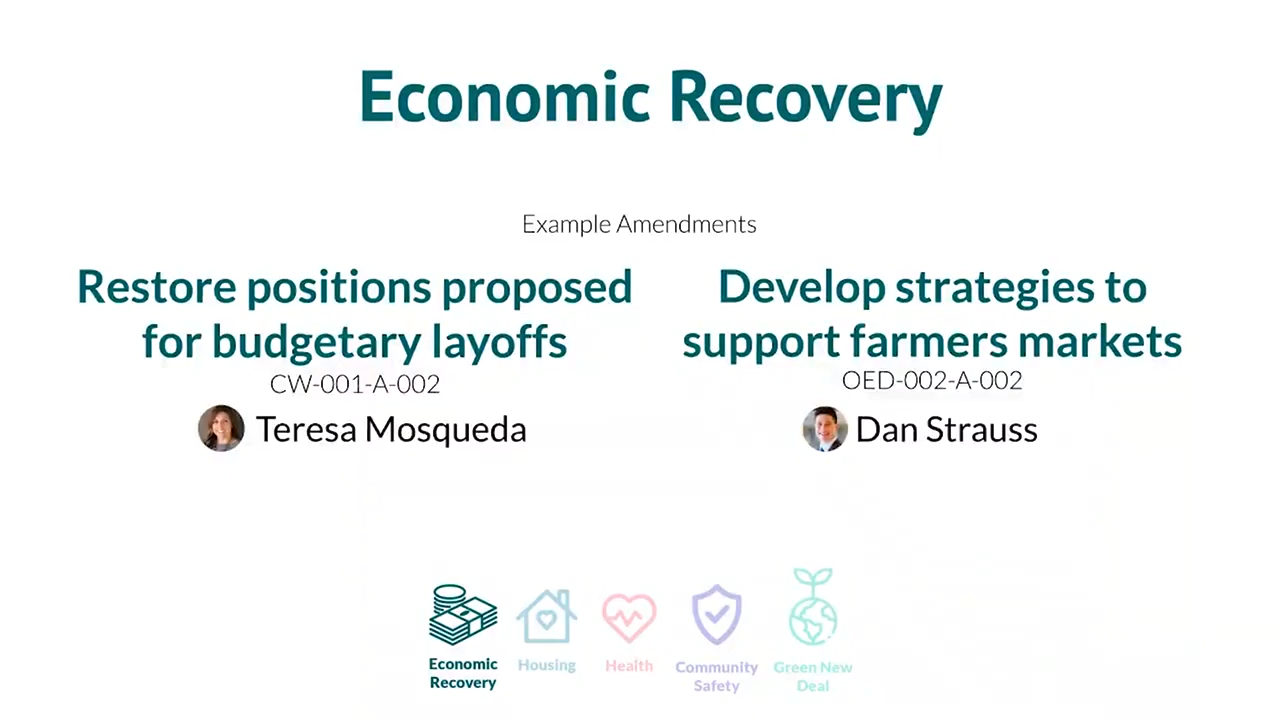 Economic Recovery
Example Amendments
Restore positions proposed
for budgetary layoffs
CW-001-A-002
Teresa Mosqueda
Develop strategies to
support farmers markets
OED-002-A-002
Dan Strauss
Economic
Recovery
Housing
Health
Community
Safety
Green New
Deal